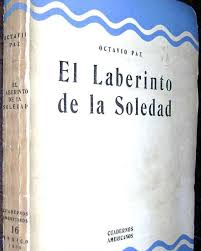 OCTAVIO PAZ
El Laberinto
de la Soledad
CUADERNOS
AMERICANOS
OCTAVIO PAZ
EL
LABERINTO
DE LA
SOLEDAD
CUADERNOS
AMERICANOS
16
MEXICO